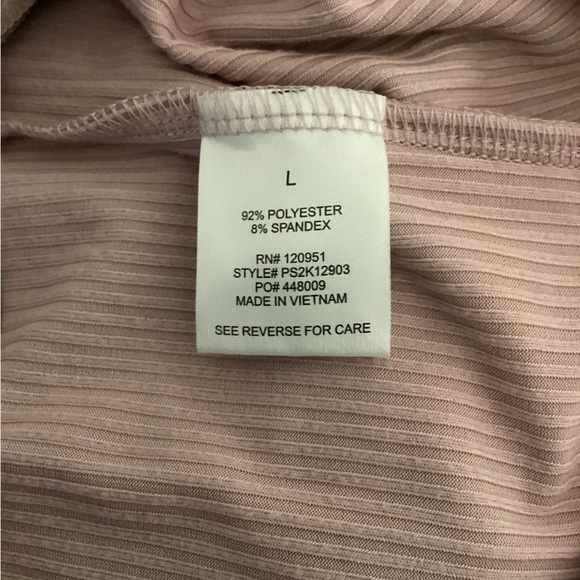 L
92% POLYESTER
8% SPANDEX
RN# 120951
STYLE# PS2K12903
PO# 448009
MADE IN VIETNAM
SEE REVERSE FOR CARE